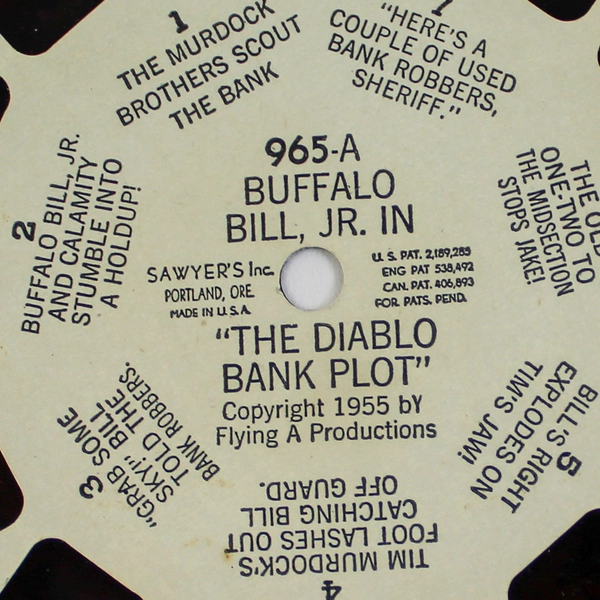 965-A
BUFFALO
BILL, JR. IN
SAWYER'S Inc.
PORTLAND, ORE.
MADE IN U.S.A.
U.S. PAT. 2,189,285
ENG PAT 538,492
CAN. PAT. 406,893
FOR. PATS. PEND.
"THE DIABLO
BANK PLOT"
Copyright 1955 bY
Flying A Productions
1
THE MURDOCK
BROTHERS SCOUT
THE BANK
2
BUFFALO BILL, JR.
AND CALAMITY
STUMBLE INTO
A HOLDUP!
3
"GRAB SOME
SKY!" BILL
TOLD THE
BANK ROBBERS.
4
TIM MURDOCK'S
FOOT LASHES OUT
CATCHING BILL
OFF GUARD.
5
BILL'S RIGHT
EXPLODES ON
TIM'S JAW!
THE OLD
ONE-TWO TO
THE MIDSECTION
STOPS JAKE!
7
"HERE'S A
COUPLE OF USED
BANK ROBBERS,
SHERIFF."